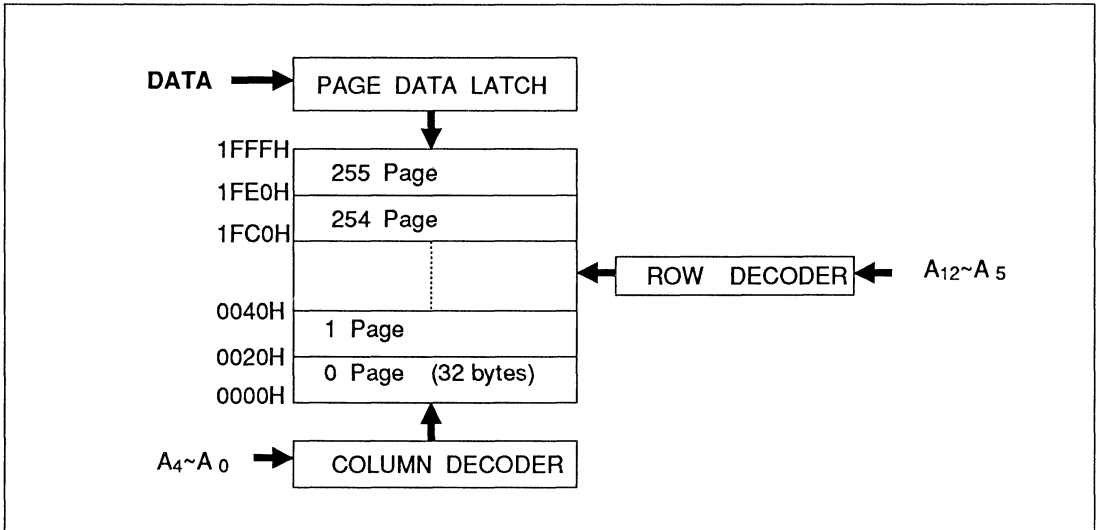 DATA
PAGE DATA LATCH
1FFFH
255 Page
1FE0H
254 Page
1FC0H
ROW DECODER
A12~A5
0040H
1 Page
0020H
0 Page (32 bytes)
0000H
A4~A0
COLUMN DECODER